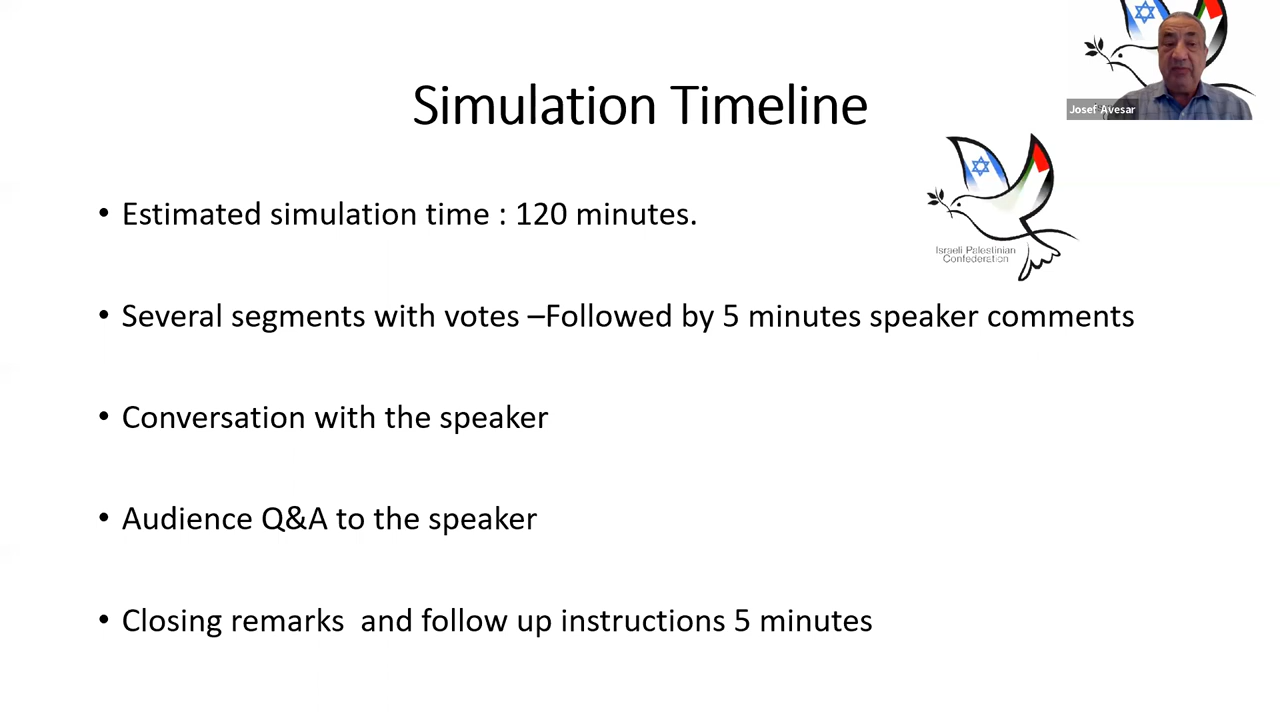 Josef Avesar
Simulation Timeline
Israeli Palestinian
Confederation
• Estimated simulation time : 120 minutes.
• Several segments with votes –Followed by 5 minutes speaker comments
• Conversation with the speaker
• Audience Q&A to the speaker
• Closing remarks  and follow up instructions 5 minutes